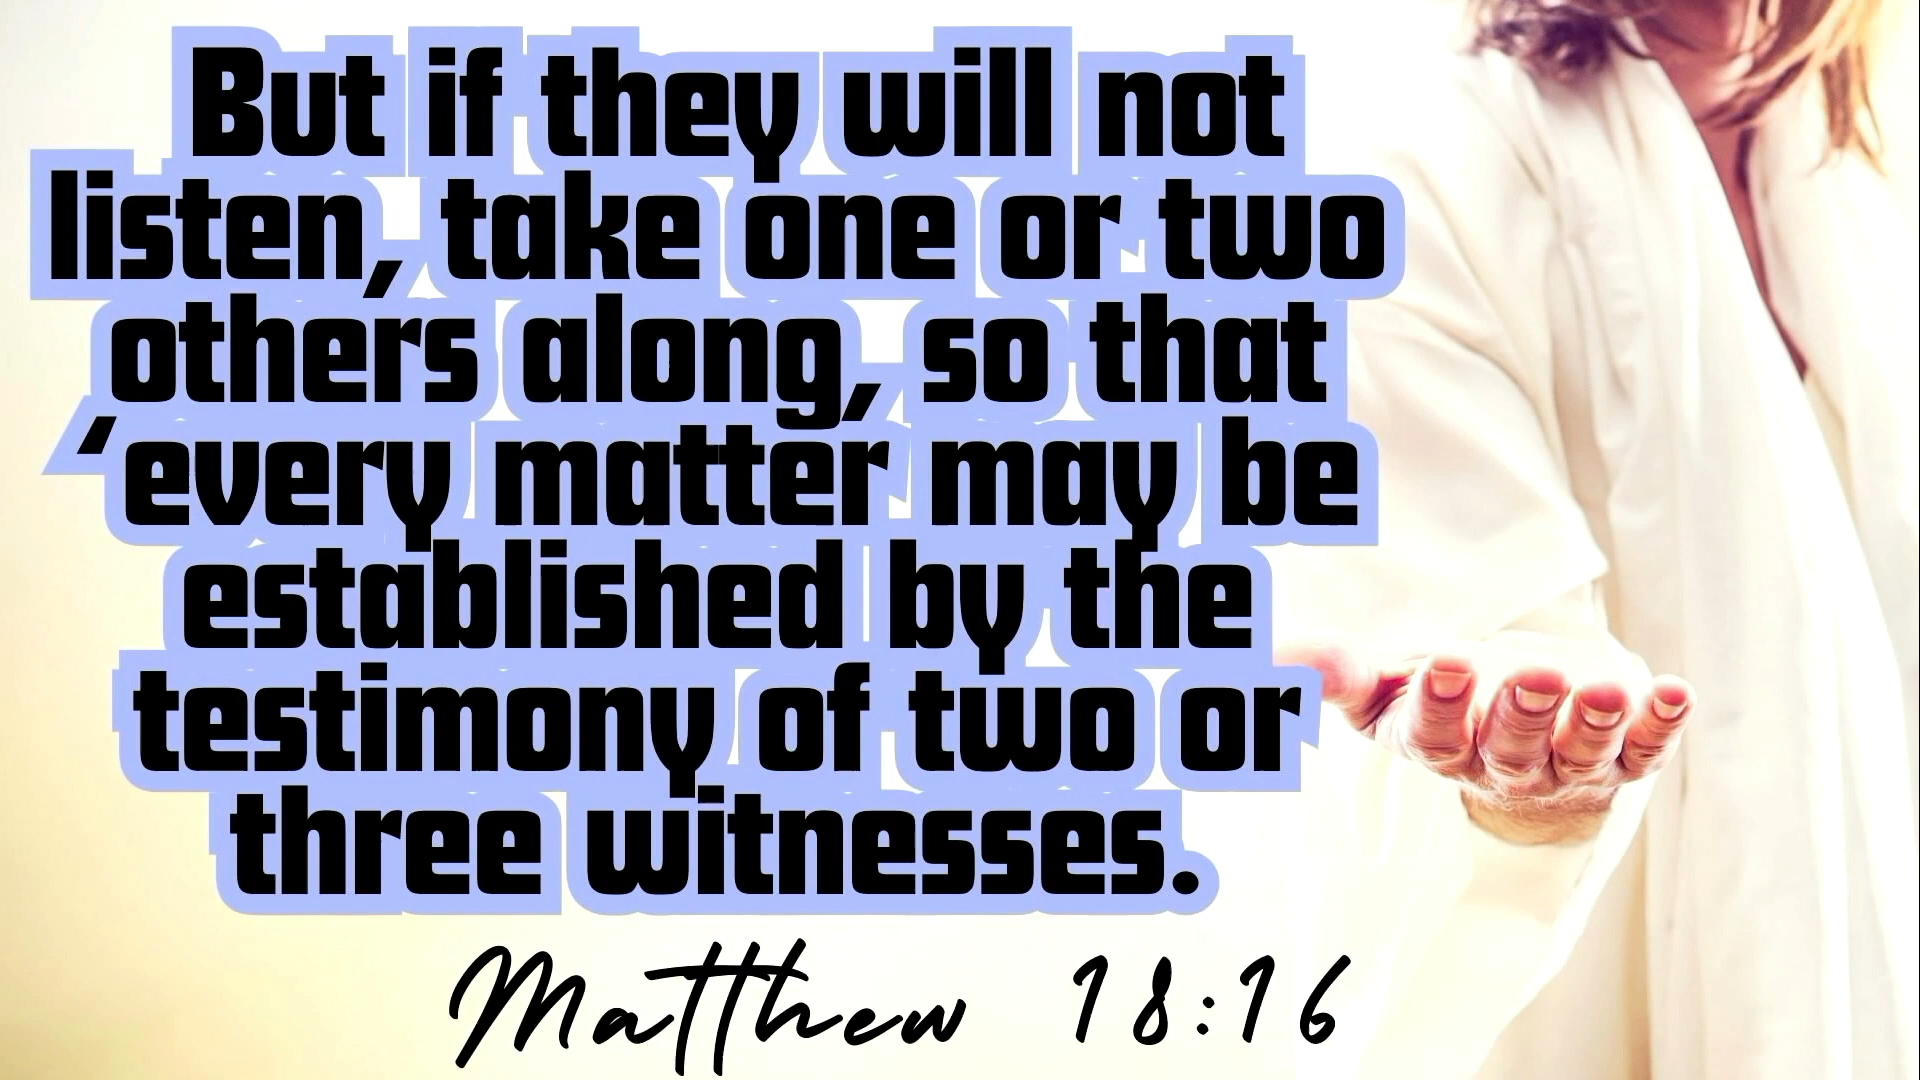 But if they will not
listen, take one or two
others along, so that
‘every matter may be
established by the
testimony of two or
three witnesses.
Matthew 18:16